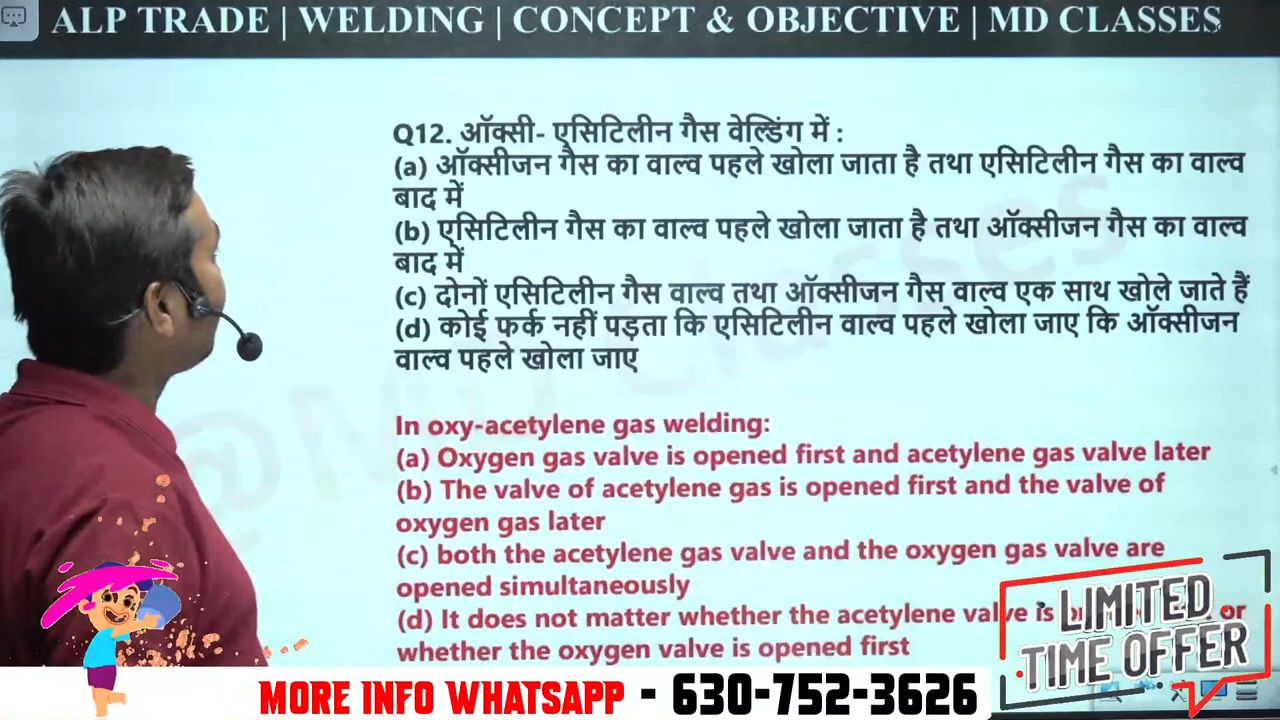 ALP TRADE | WELDING | CONCEPT & OBJECTIVE | MD CLASSES
Q12. ऑक्सी- एसिटिलीन गैस वेल्डिंग में :
(a) ऑक्सीजन गैस का वाल्व पहले खोला जाता है तथा एसिटिलीन गैस का वाल्व
बाद में
(b) एसिटिलीन गैस का वाल्व पहले खोला जाता है तथा ऑक्सीजन गैस का वाल्व
बाद में
(c) दोनों एसिटिलीन गैस वाल्व तथा ऑक्सीजन गैस वाल्व एक साथ खोले जाते हैं
(d) कोई फर्क नहीं पड़ता कि एसिटिलीन वाल्व पहले खोला जाए कि ऑक्सीजन
वाल्व पहले खोला जाए
In oxy-acetylene gas welding:
(a) Oxygen gas valve is opened first and acetylene gas valve later
(b) The valve of acetylene gas is opened first and the valve of
oxygen gas later
(c) both the acetylene gas valve and the oxygen gas valve are
opened simultaneously
(d) It does not matter whether the acetylene valve is or
whether the oxygen valve is opened first
LIMITED
TIME OFFER
MORE INFO WHATSAPP - 630-752-3626